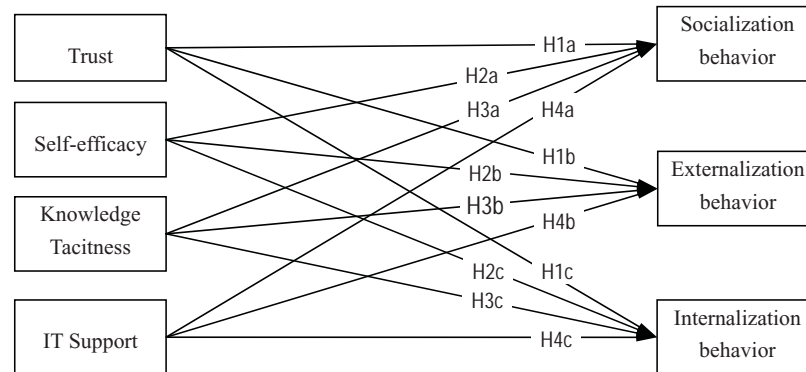 Trust
Self-efficacy
Knowledge
Tacitness
IT Support
H1a
H2a
H3a
H4a
H1b
H2b
H3b
H4b
H2c
H1c
H3c
H4c
Socialization
behavior
Externalization
behavior
Internalization
behavior